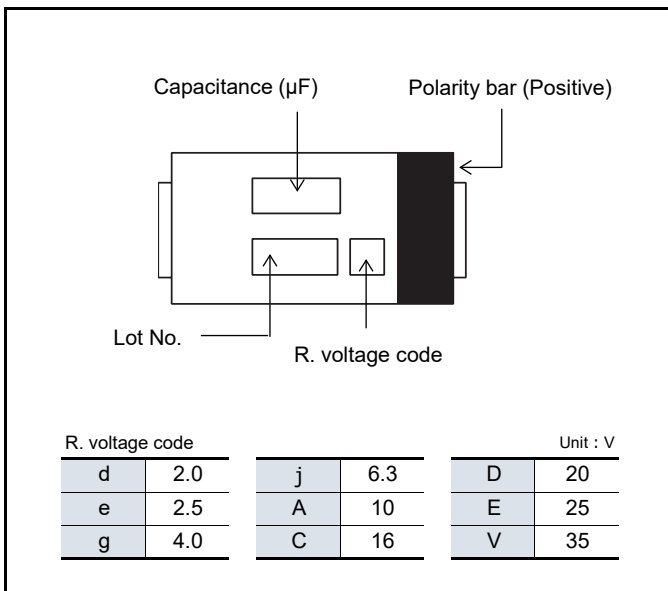 Capacitance (µF)
Polarity bar (Positive)
Lot No.
R. voltage code
R. voltage code
Unit : V
d 2.0 j 6.3 D 20
e 2.5 A 10 E 25
g 4.0 C 16 V 35